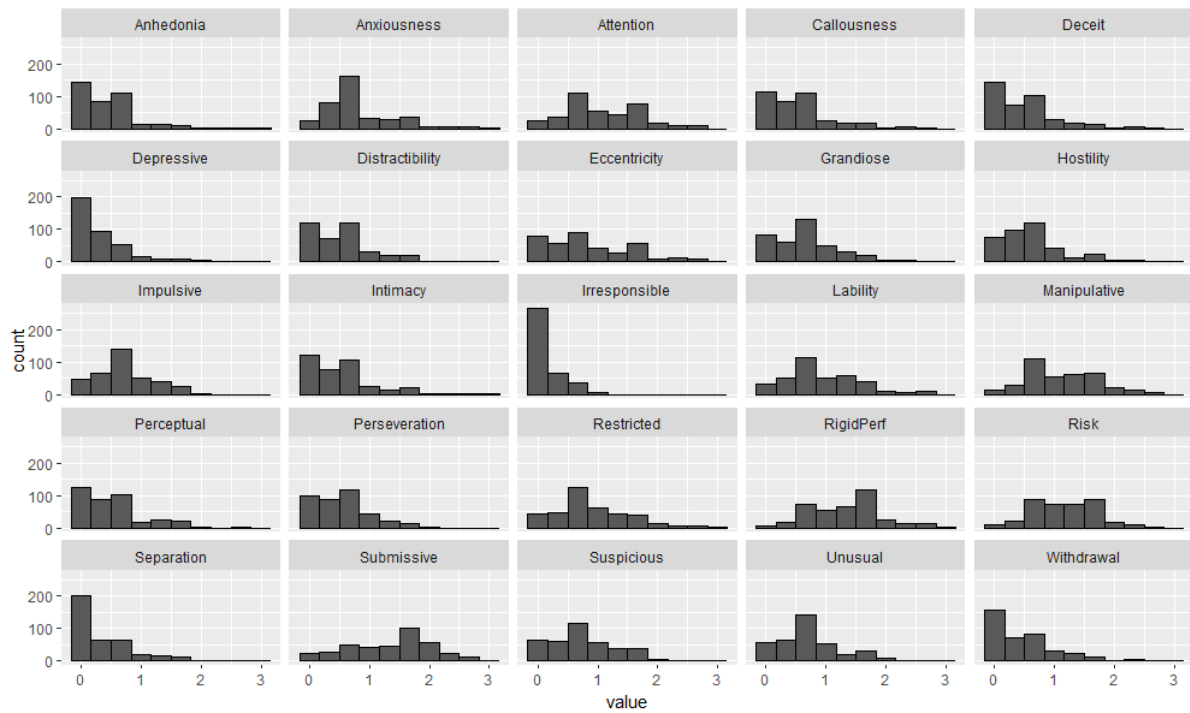 Anhedonia Anxiousness Attention Callousness Deceit
200
100
0
Depressive Distractibility Eccentricity Grandiose Hostility
200
100
0
Impulsive Intimacy Irresponsible Lability Manipulative
200
100
0
count
Perceptual Perseveration Restricted RigidPerf Risk
200
100
0
Separation Submissive Suspicious Unusual Withdrawal
200
100
0
0 1 2 3 0 1 2 3 0 1 2 3 0 1 2 3 0 1 2 3
value